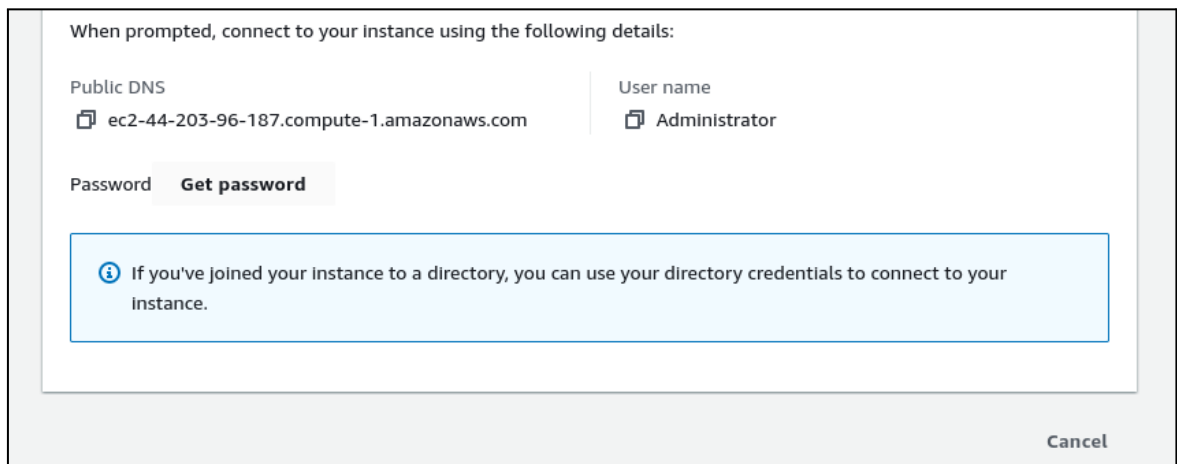 When prompted, connect to your instance using the following details:
Public DNS
ec2-44-203-96-187.compute-1.amazonaws.com
User name
Administrator
Password Get password
If you've joined your instance to a directory, you can use your directory credentials to connect to your
instance.
Cancel